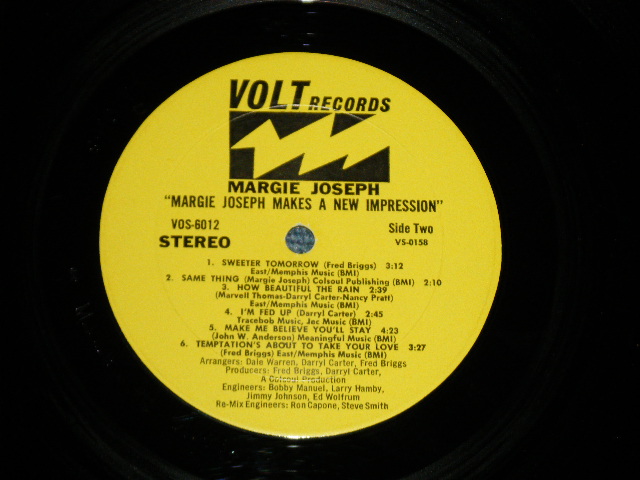 VOLT RECORDS
MARGIE JOSEPH
"MARGIE JOSEPH MAKES A NEW IMPRESSION"
VOS-6012
Side Two
STEREO
VS-0158
1. SWEETER TOMORROW (Fred Briggs) 3:12
East/Memphis Music (BMI)
2. SAME THING (Margie Joseph) Colsoul Publishing (BMI) 2:10
3. HOW BEAUTIFUL THE RAIN 2:39
(Marvell Thomas-Darryl Carter-Nancy Pratt)
East/Memphis Music (BMI)
4. I'M FED UP (Darryl Carter) 2:45
Tracebob Music, Jec Music (BMI)
5. MAKE ME BELIEVE YOU'LL STAY 4:23
(John W. Anderson) Meaningful Music (BMI)
6. TEMPTATION'S ABOUT TO TAKE YOUR LOVE 3:27
(Fred Briggs) East/Memphis Music (BMI)
Arrangers: Dale Warren, Darryl Carter, Fred Briggs
Producers: Fred Briggs, Darryl Carter,
A Colsoul Production
Engineers: Bobby Manuel, Larry Hamby,
Jimmy Johnson, Ed Wolfrum
Re-Mix Engineers: Ron Capone, Steve Smith